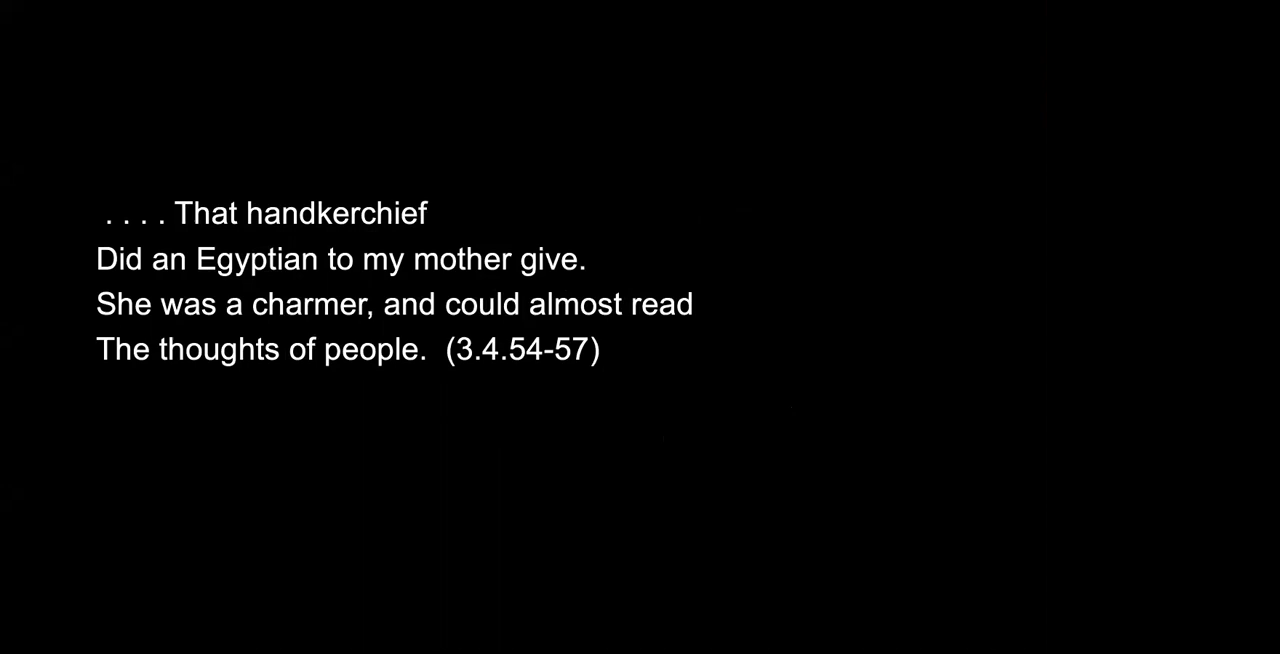 . . . . That handkerchief
Did an Egyptian to my mother give.
She was a charmer, and could almost read
The thoughts of people.  (3.4.54-57)